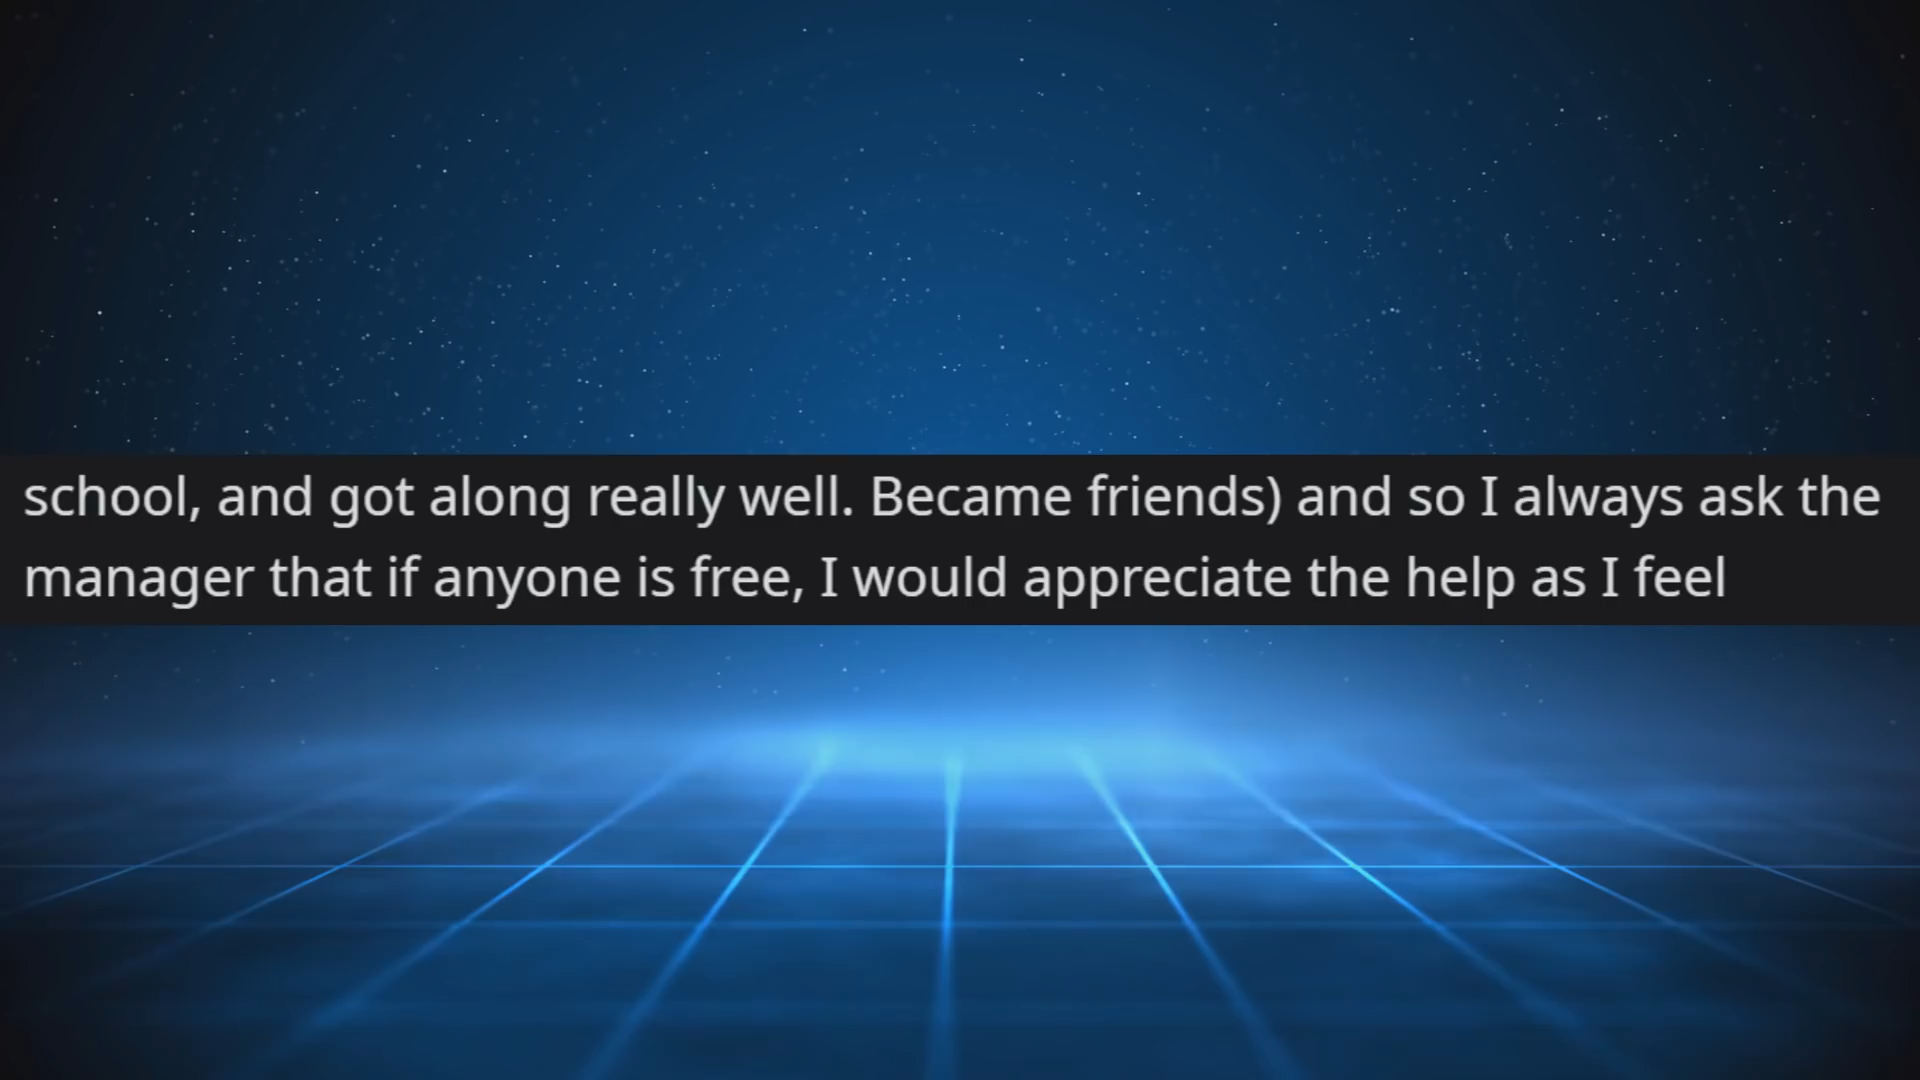 school, and got along really well. Became friends) and so I always ask the
manager that if anyone is free, I would appreciate the help as I feel